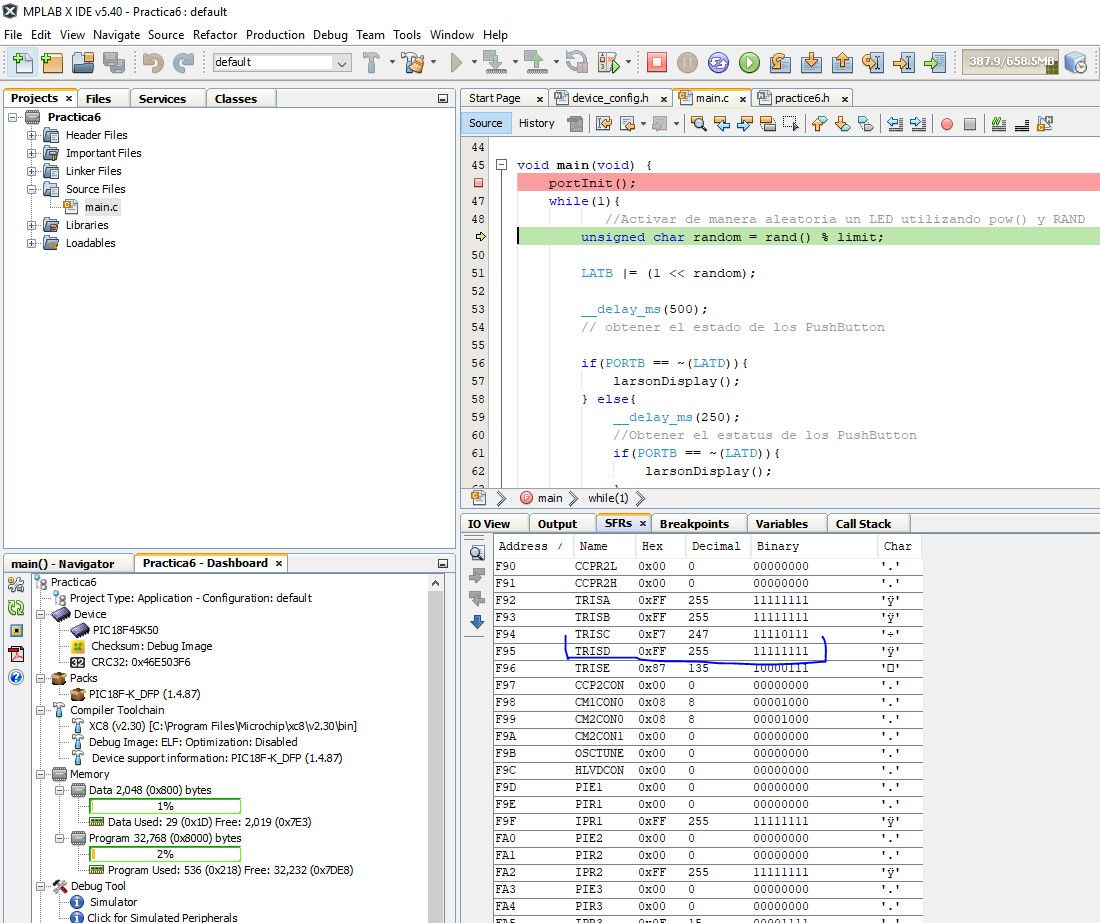 MPLAB X IDE v5.40 - Practica6 : default
File Edit View Navigate Source Refactor Production Debug Team Tools Window Help
default
387.9/658.5MB
Projects × Files Services Classes
Practica6
Header Files
Important Files
Linker Files
Source Files
main.c
Libraries
Loadables
Start Page × device_config.h × main.c × practice6.h ×
Source History
44
45 void main(void) {
portInit();
47 while(1){
48 //Activar de manera aleatoria un LED utilizando pow() y RAND
unsigned char random = rand() % limit;
50
51 LATB |= (1 << random);
52
53 __delay_ms(500);
54 // obtener el estado de los PushButton
55
56 if(PORTB == ~(LATD)){
57 larsonDisplay();
58 } else{
59 __delay_ms(250);
60 //Obtener el estatus de los PushButton
61 if(PORTB == ~(LATD)){
62 larsonDisplay();
main while(1)
main() - Navigator Practica6 - Dashboard ×
Practica6
Project Type: Application - Configuration: default
Device
PIC18F45K50
Checksum: Debug Image
32 CRC32: 0x46E503F6
Packs
PIC18F-K_DFP (1.4.87)
Compiler Toolchain
XC8 (v2.30) [C:\Program Files\Microchip\xc8\v2.30\bin]
Debug Image: ELF: Optimization: Disabled
Device support information: PIC18F-K_DFP (1.4.87)
Memory
Data 2,048 (0x800) bytes
1%
Data Used: 29 (0x1D) Free: 2,019 (0x7E3)
Program 32,768 (0x8000) bytes
2%
Program Used: 536 (0x218) Free: 32,232 (0x7DE8)
Debug Tool
Simulator
Click for Simulated Peripherals
IO View Output SFRs × Breakpoints Variables Call Stack
Address / Name Hex Decimal Binary Char
F90 CCPR2L 0x00 0 00000000 '.'
F91 CCPR2H 0x00 0 00000000 '.'
F92 TRISA 0xFF 255 11111111 'ÿ'
F93 TRISB 0xFF 255 11111111 'ÿ'
F94 TRISC 0xF7 247 11110111 '÷'
F95 TRISD 0xFF 255 11111111 'ÿ'
F96 TRISE 0x87 135 10000111 '□'
F97 CCP2CON 0x00 0 00000000 '.'
F98 CM1CON0 0x08 8 00001000 '.'
F99 CM2CON0 0x08 8 00001000 '.'
F9A CM2CON1 0x00 0 00000000 '.'
F9B OSCTUNE 0x00 0 00000000 '.'
F9C HLVDCON 0x00 0 00000000 '.'
F9D PIE1 0x00 0 00000000 '.'
F9E PIR1 0x00 0 00000000 '.'
F9F IPR1 0xFF 255 11111111 'ÿ'
FA0 PIE2 0x00 0 00000000 '.'
FA1 PIR2 0x00 0 00000000 '.'
FA2 IPR2 0xFF 255 11111111 'ÿ'
FA3 PIE3 0x00 0 00000000 '.'
FA4 PIR3 0x00 0 00000000 '.'
FA5 IPR3 0x0F 15 00001111 '.'